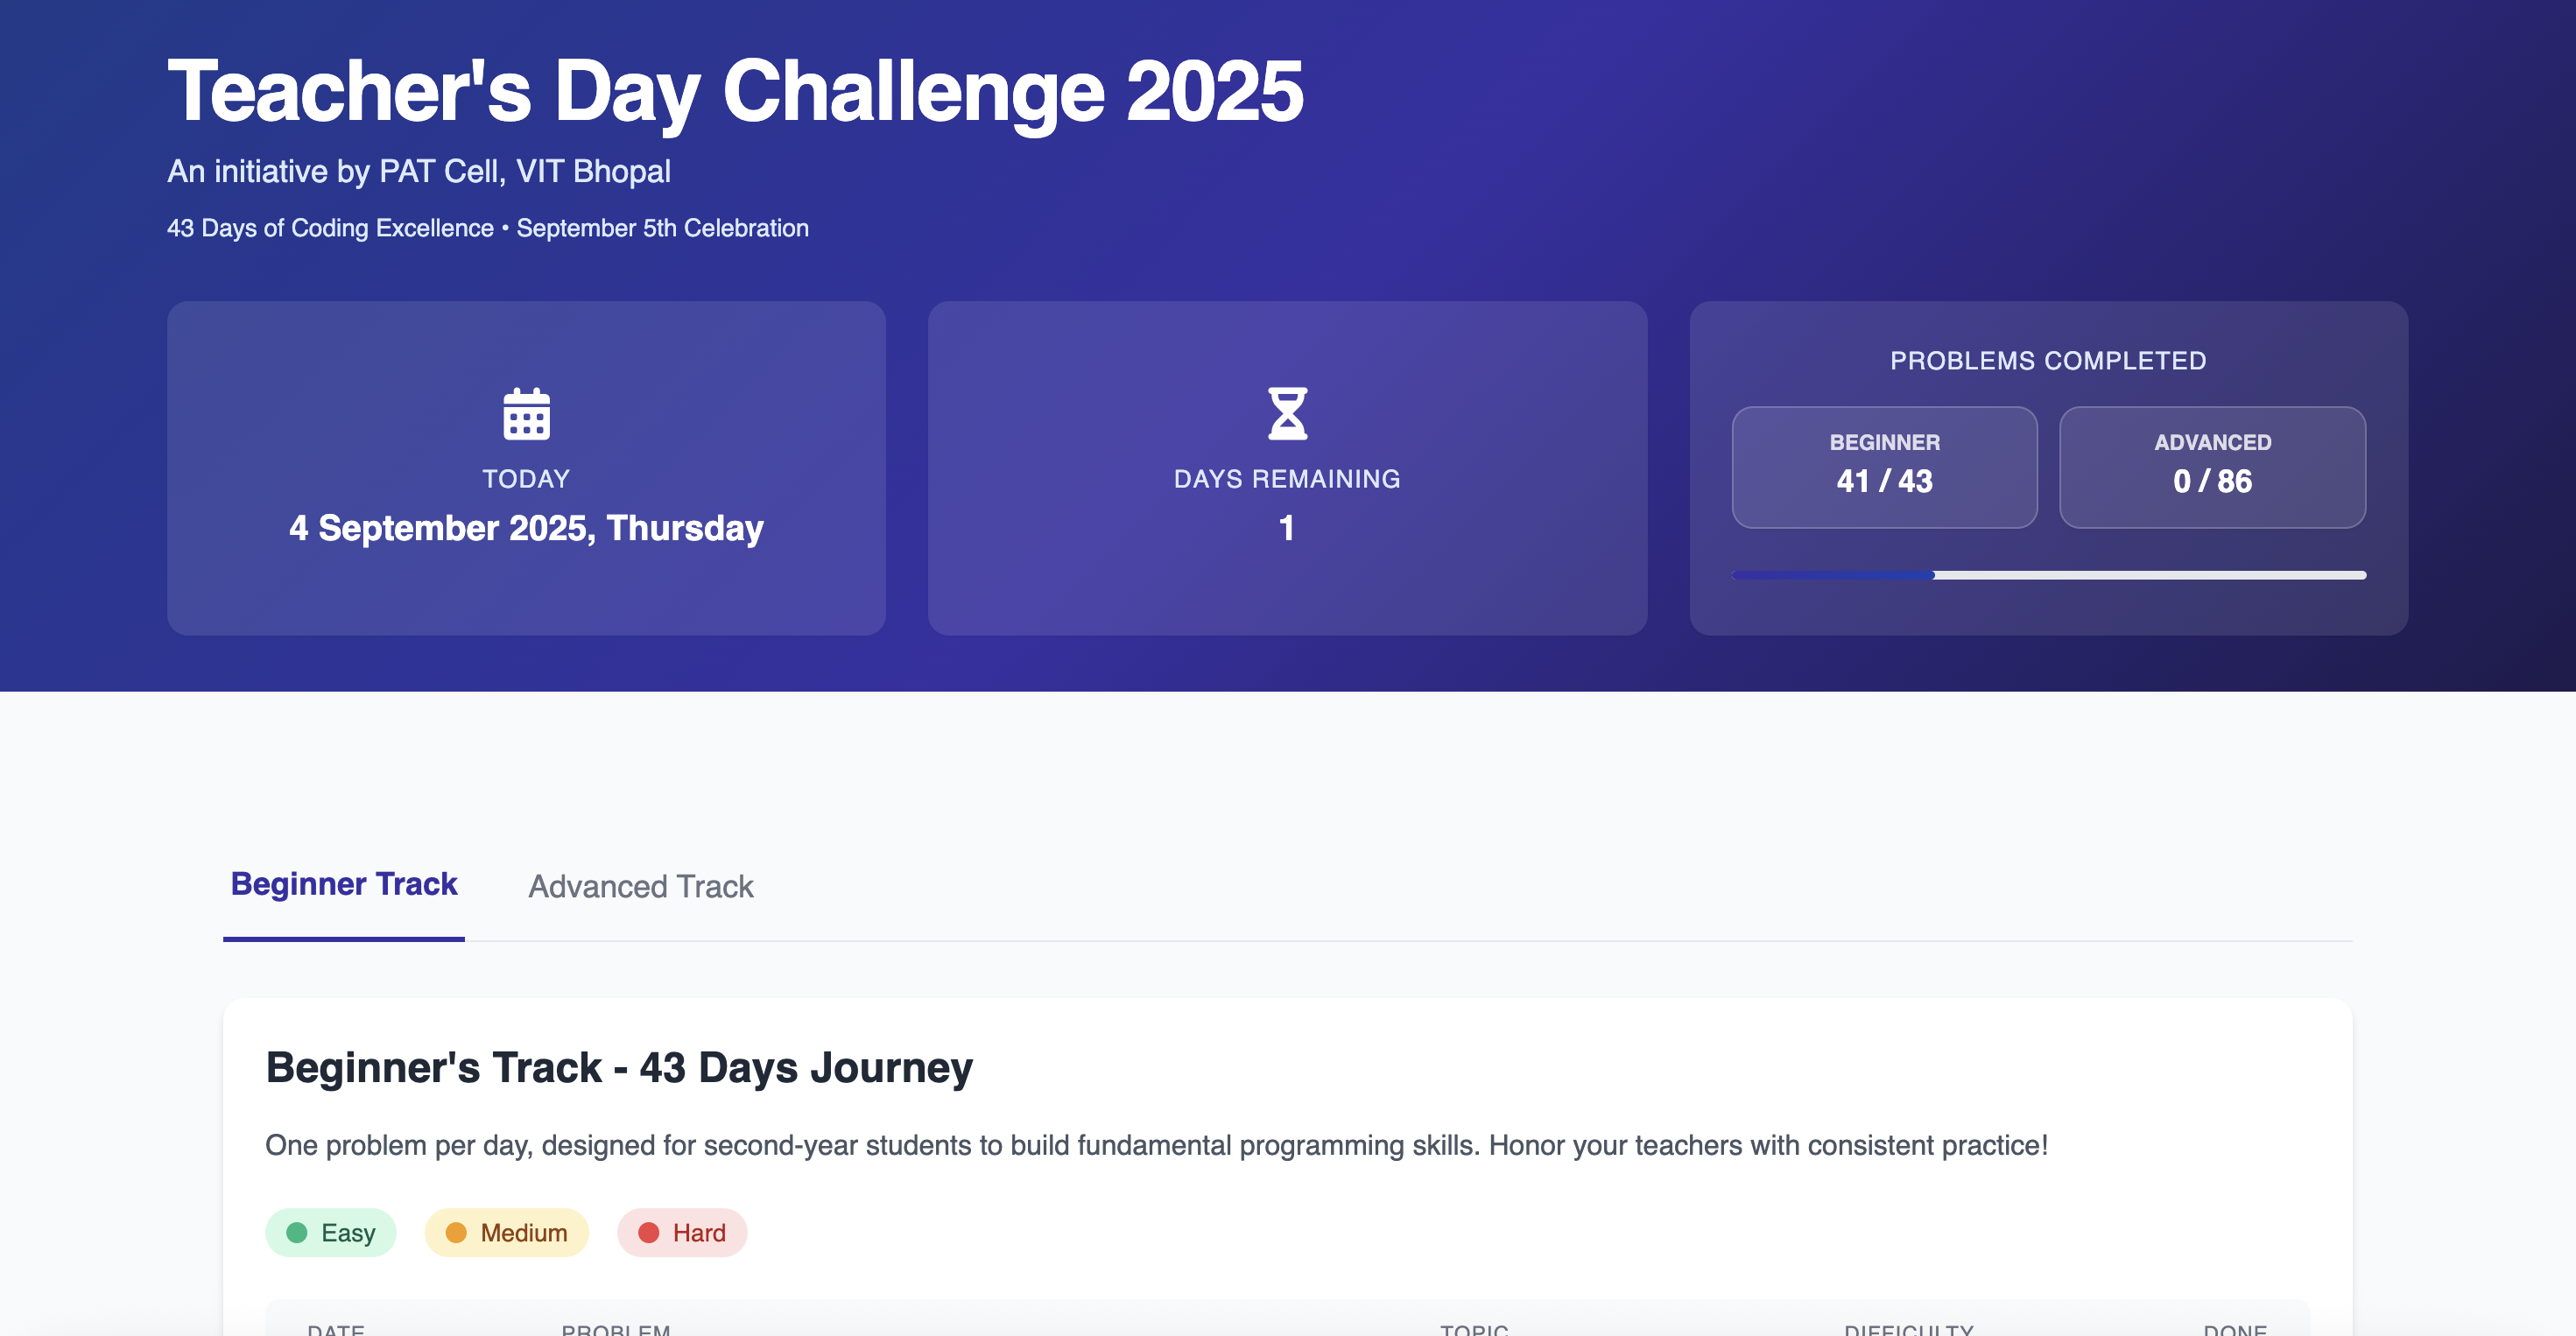 Teacher's Day Challenge 2025
An initiative by PAT Cell, VIT Bhopal
43 Days of Coding Excellence • September 5th Celebration
TODAY
4 September 2025, Thursday
DAYS REMAINING
1
PROBLEMS COMPLETED
BEGINNER
41 / 43
ADVANCED
0 / 86
Beginner Track
Advanced Track
Beginner's Track - 43 Days Journey
One problem per day, designed for second-year students to build fundamental programming skills. Honor your teachers with consistent practice!
Easy
Medium
Hard
DATE PROBLEM TOPIC DIFFICULTY DONE